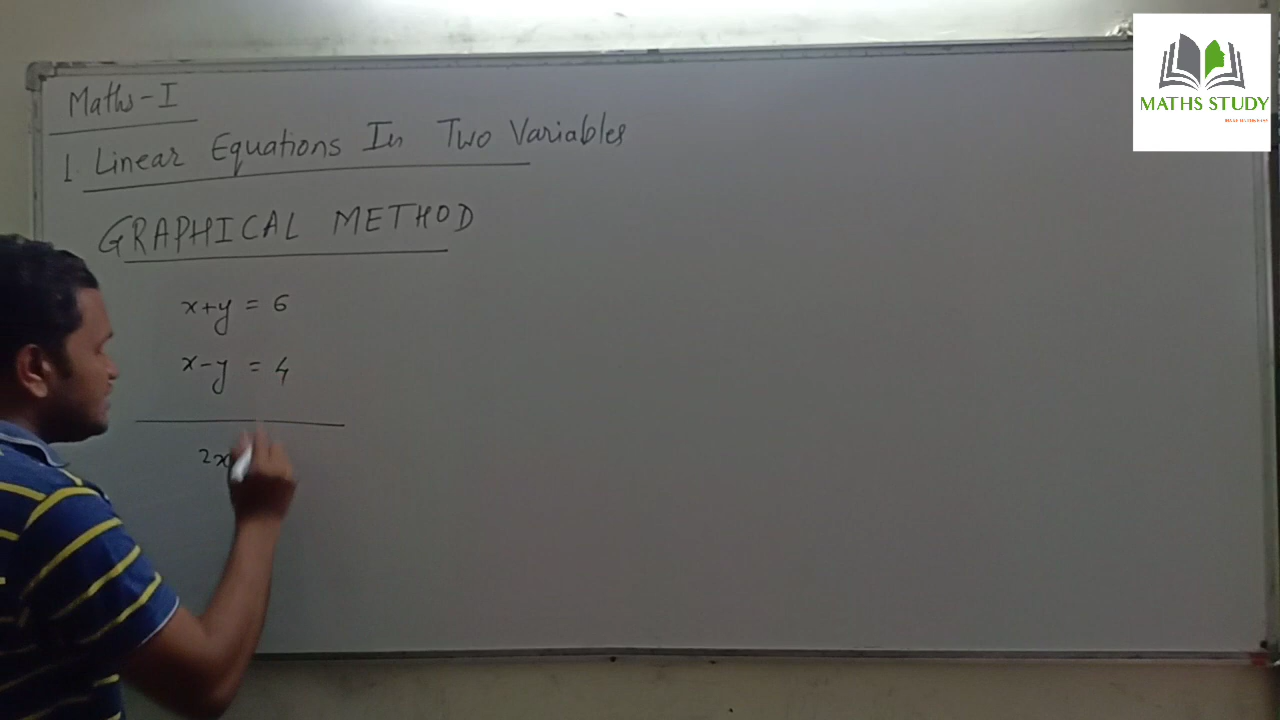 Maths-I
1. Linear Equations In Two Variables
GRAPHICAL METHOD
x+y = 6
x-y = 4
2x
MATHS STUDY